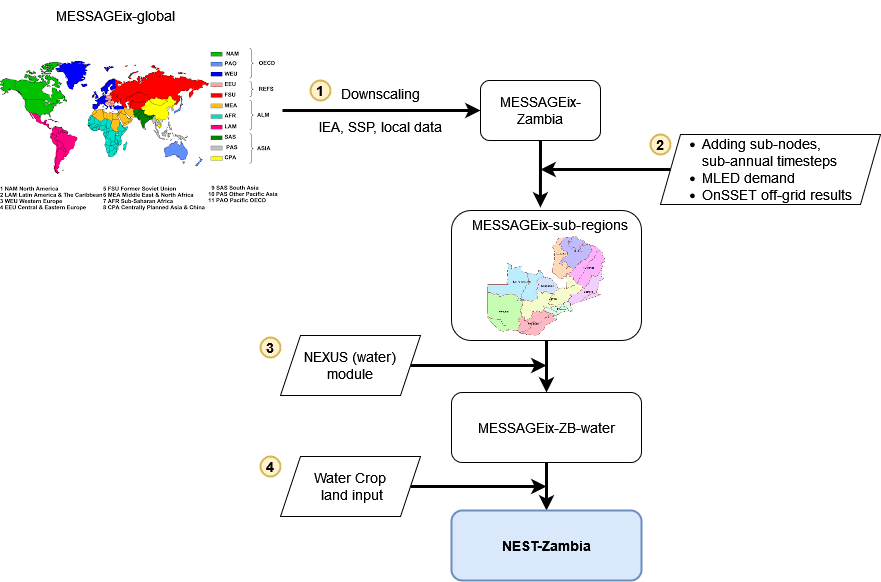 MESSAGEix-global
NAM
PAO
WEU
OECD
EEU
FSU
REFS
MEA
AFR
LAM
ALM
SAS
PAS
CPA
ASIA
1 NAM North America
2 LAM Latin America & The Caribbean
3 WEU Western Europe
4 EEU Central & Eastern Europe
5 FSU Former Soviet Union
6 MEA Middle East & North Africa
7 AFR Sub-Saharan Africa
8 CPA Centrally Planned Asia & China
9 SAS South Asia
10 PAS Other Pacific Asia
11 PAO Pacific OECD
1
Downscaling
IEA, SSP, local data
MESSAGEix-
Zambia
2
• Adding sub-nodes,
sub-annual timesteps
• MLED demand
• OnSSET off-grid results
MESSAGEix-sub-regions
3
NEXUS (water)
module
MESSAGEix-ZB-water
4
Water Crop
land input
NEST-Zambia